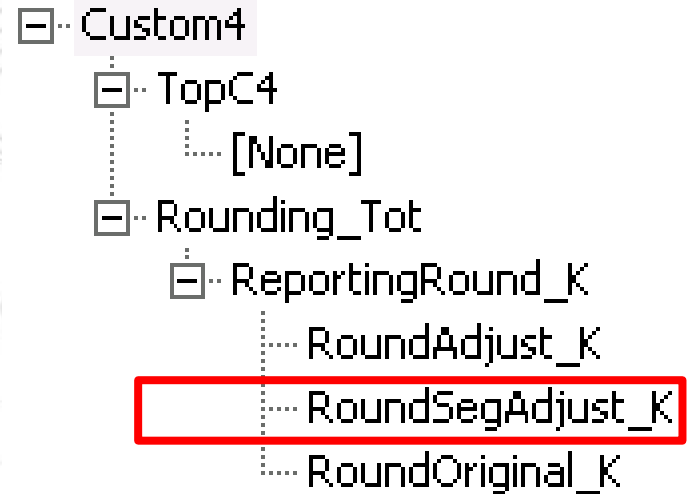 Custom4
TopC4
[None]
Rounding_Tot
ReportingRound_K
RoundAdjust_K
RoundSegAdjust_K
RoundOriginal_K